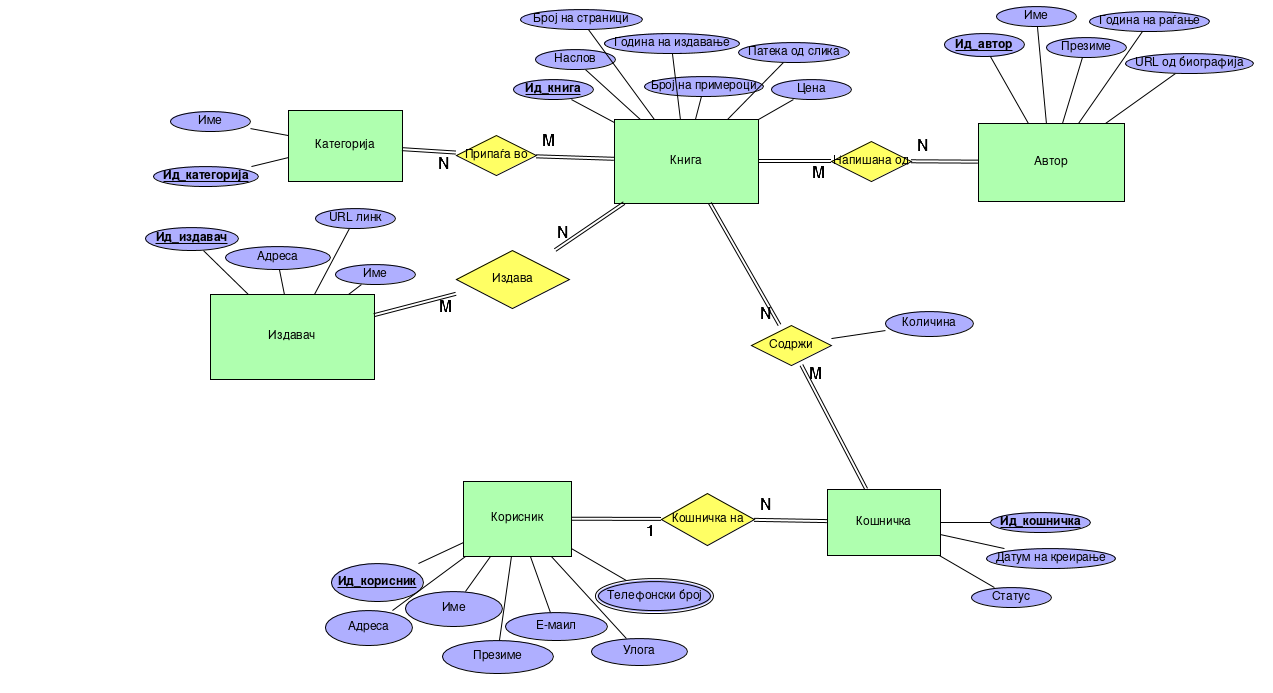 Број на страници
Наслов
Година на издавање
Патека од слика
Број на примероци
Ид_книга
Цена
Име
Година на раѓање
Ид_автор
Презиме
URL од биографија
Име
Ид_категорија
Категорија
N
Припаѓа во
M
Книга
M
Напишана од
N
Автор
Ид_издавач
Адреса
URL линк
Име
Издавач
M
Издава
N
N
Содржи
M
Количина
Корисник
1
Кошничка на
N
Кошничка
Ид_кошничка
Датум на креирање
Статус
Ид_корисник
Адреса
Име
Презиме
Е-маил
Улога
Телефонски број